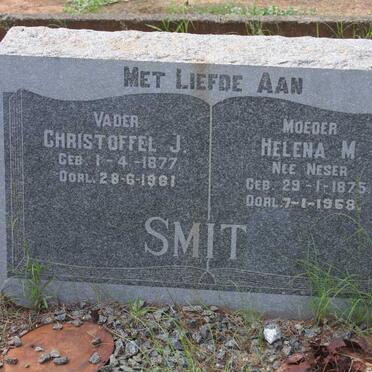 MET LIEFDE AAN
VADER
CHRISTOFFEL J.
GEB. 1-4-1877
OORL. 28-6-1961
MOEDER
HELENA M
NEE NESER
GEB. 29-1-1875
OORL. 7-1-1958
SMIT